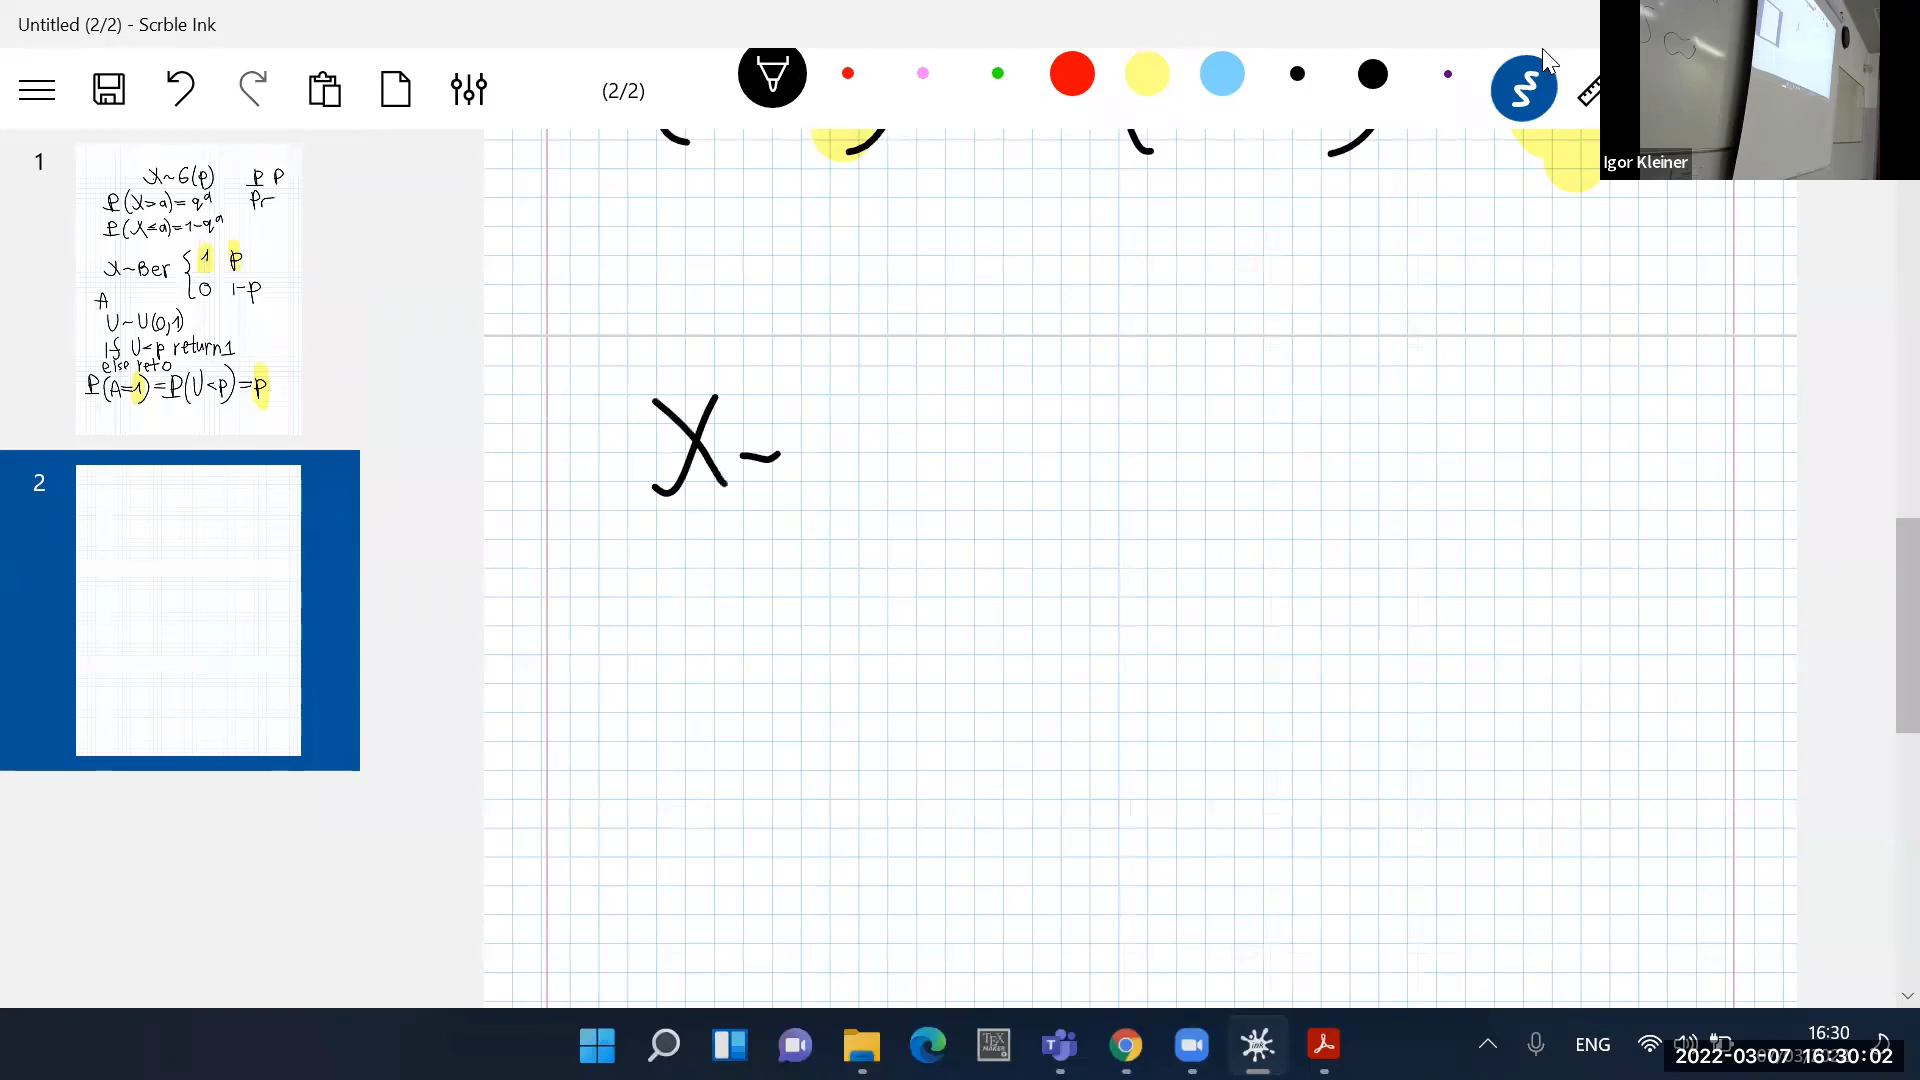 Untitled (2/2) - Scrble Ink
(2/2)
Igor Kleiner
1
X~G(p) p P
P(X>a)=q^a Pr
P(X≤a)=1-q^a
X~Ber { 1 p
0 1-p
A
U~U(0,1)
If U<p return1
else ret0
P(A=1)=P(U<p)=p
2
X~
ENG
16:30
2022-03-07 16:30:02